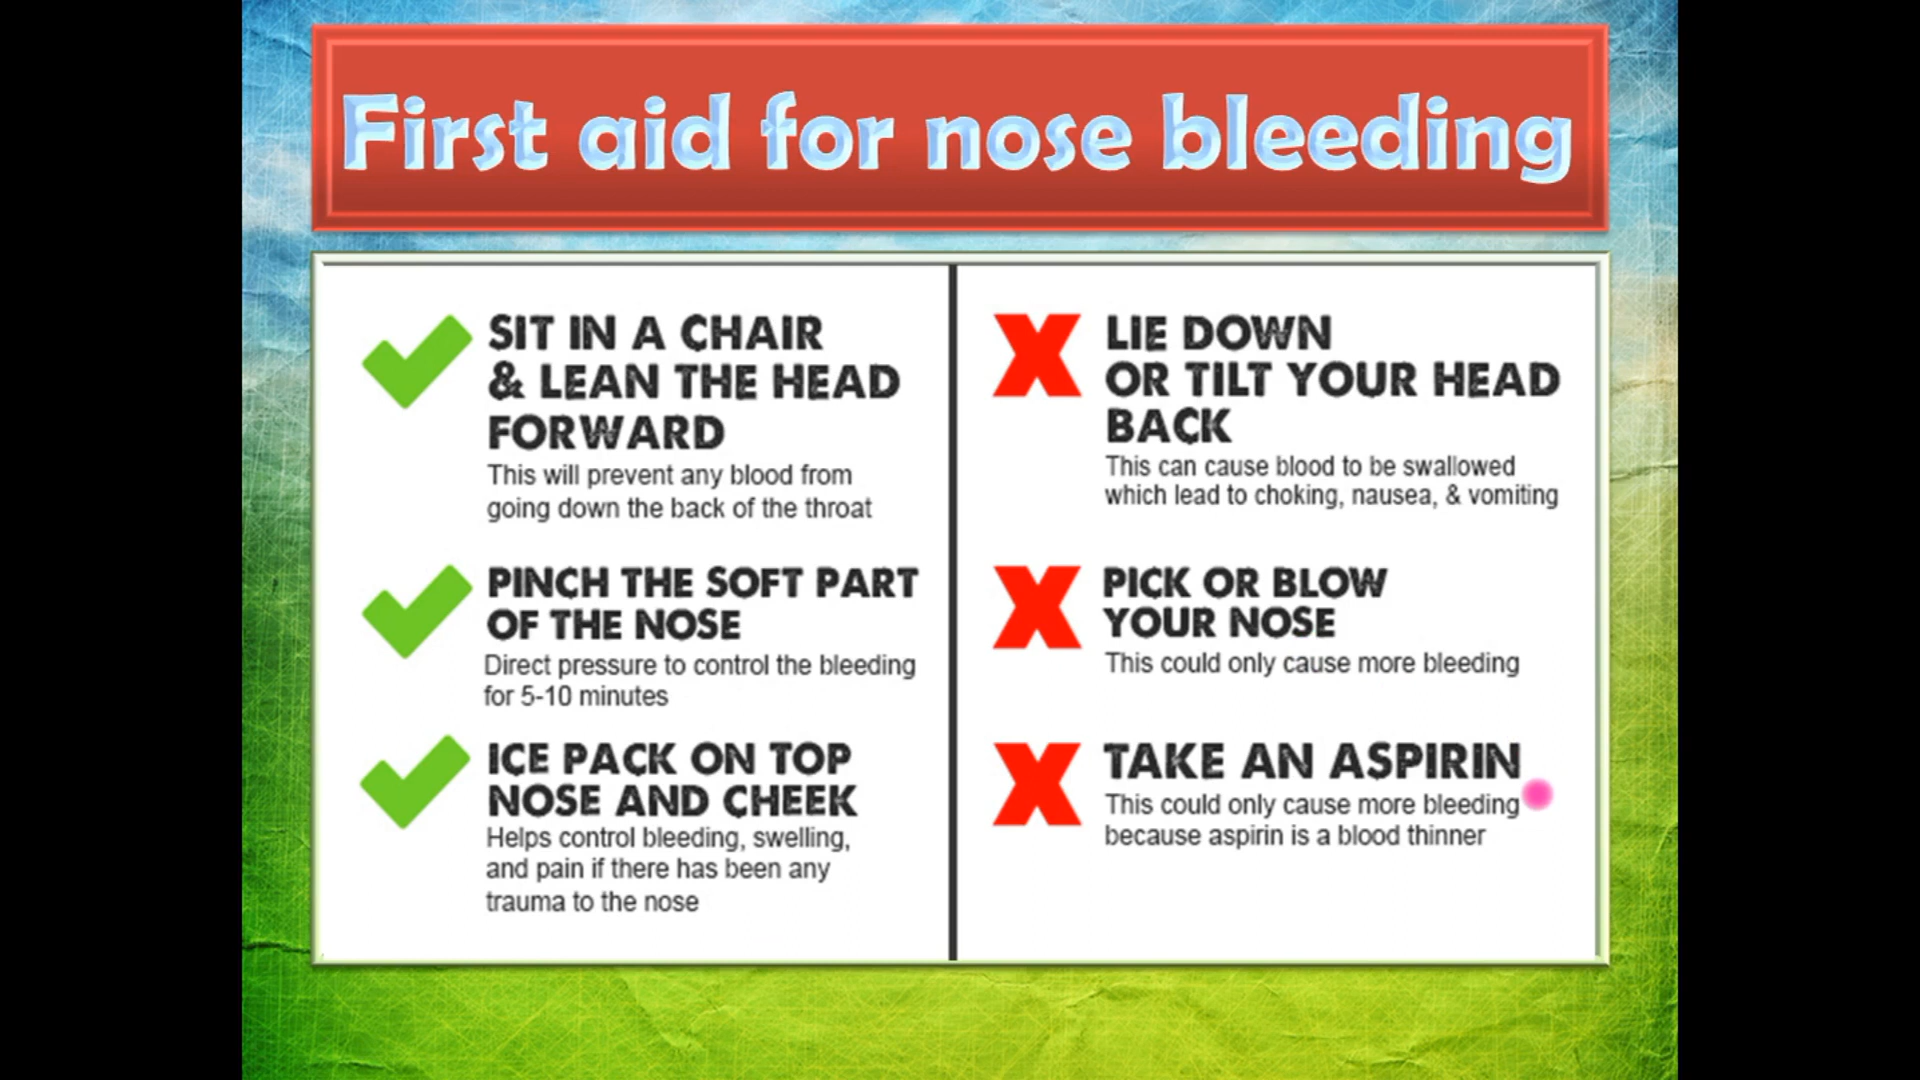 First aid for nose bleeding
SIT IN A CHAIR
& LEAN THE HEAD
FORWARD
This will prevent any blood from
going down the back of the throat
PINCH THE SOFT PART
OF THE NOSE
Direct pressure to control the bleeding
for 5-10 minutes
ICE PACK ON TOP
NOSE AND CHEEK
Helps control bleeding, swelling,
and pain if there has been any
trauma to the nose
X LIE DOWN
OR TILT YOUR HEAD
BACK
This can cause blood to be swallowed
which lead to choking, nausea, & vomiting
X PICK OR BLOW
YOUR NOSE
This could only cause more bleeding
X TAKE AN ASPIRIN
This could only cause more bleeding
because aspirin is a blood thinner